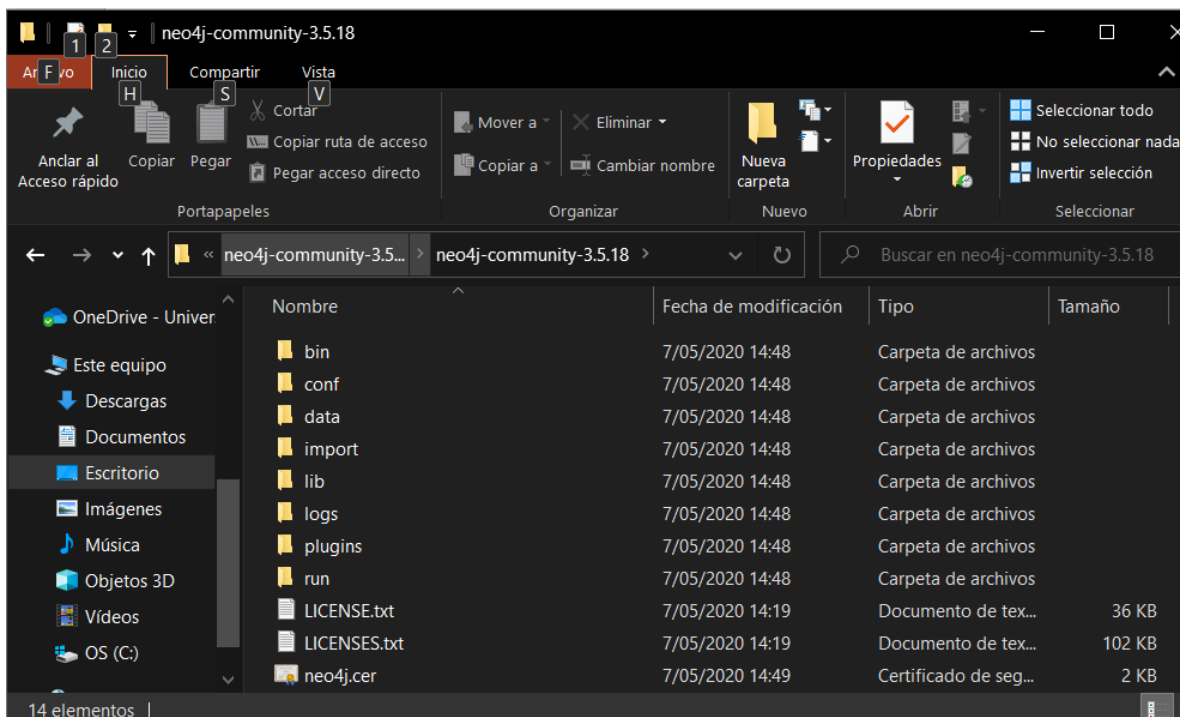 neo4j-community-3.5.18
1 2
Archivo Inicio Compartir Vista
F H S V
Anclar al
Acceso rápido
Copiar
Pegar
Cortar
Copiar ruta de acceso
Pegar acceso directo
Portapapeles
Mover a
Copiar a
Eliminar
Cambiar nombre
Organizar
Nueva
carpeta
Nuevo
Propiedades
Abrir
Seleccionar todo
No seleccionar nada
Invertir selección
Seleccionar
« neo4j-community-3.5... > neo4j-community-3.5.18 >
Buscar en neo4j-community-3.5.18
OneDrive - Univer
Este equipo
Descargas
Documentos
Escritorio
Imágenes
Música
Objetos 3D
Vídeos
OS (C:)
Nombre Fecha de modificación Tipo Tamaño
bin 7/05/2020 14:48 Carpeta de archivos
conf 7/05/2020 14:48 Carpeta de archivos
data 7/05/2020 14:48 Carpeta de archivos
import 7/05/2020 14:48 Carpeta de archivos
lib 7/05/2020 14:48 Carpeta de archivos
logs 7/05/2020 14:48 Carpeta de archivos
plugins 7/05/2020 14:48 Carpeta de archivos
run 7/05/2020 14:48 Carpeta de archivos
LICENSE.txt 7/05/2020 14:19 Documento de tex... 36 KB
LICENSES.txt 7/05/2020 14:19 Documento de tex... 102 KB
neo4j.cer 7/05/2020 14:49 Certificado de seg... 2 KB
14 elementos